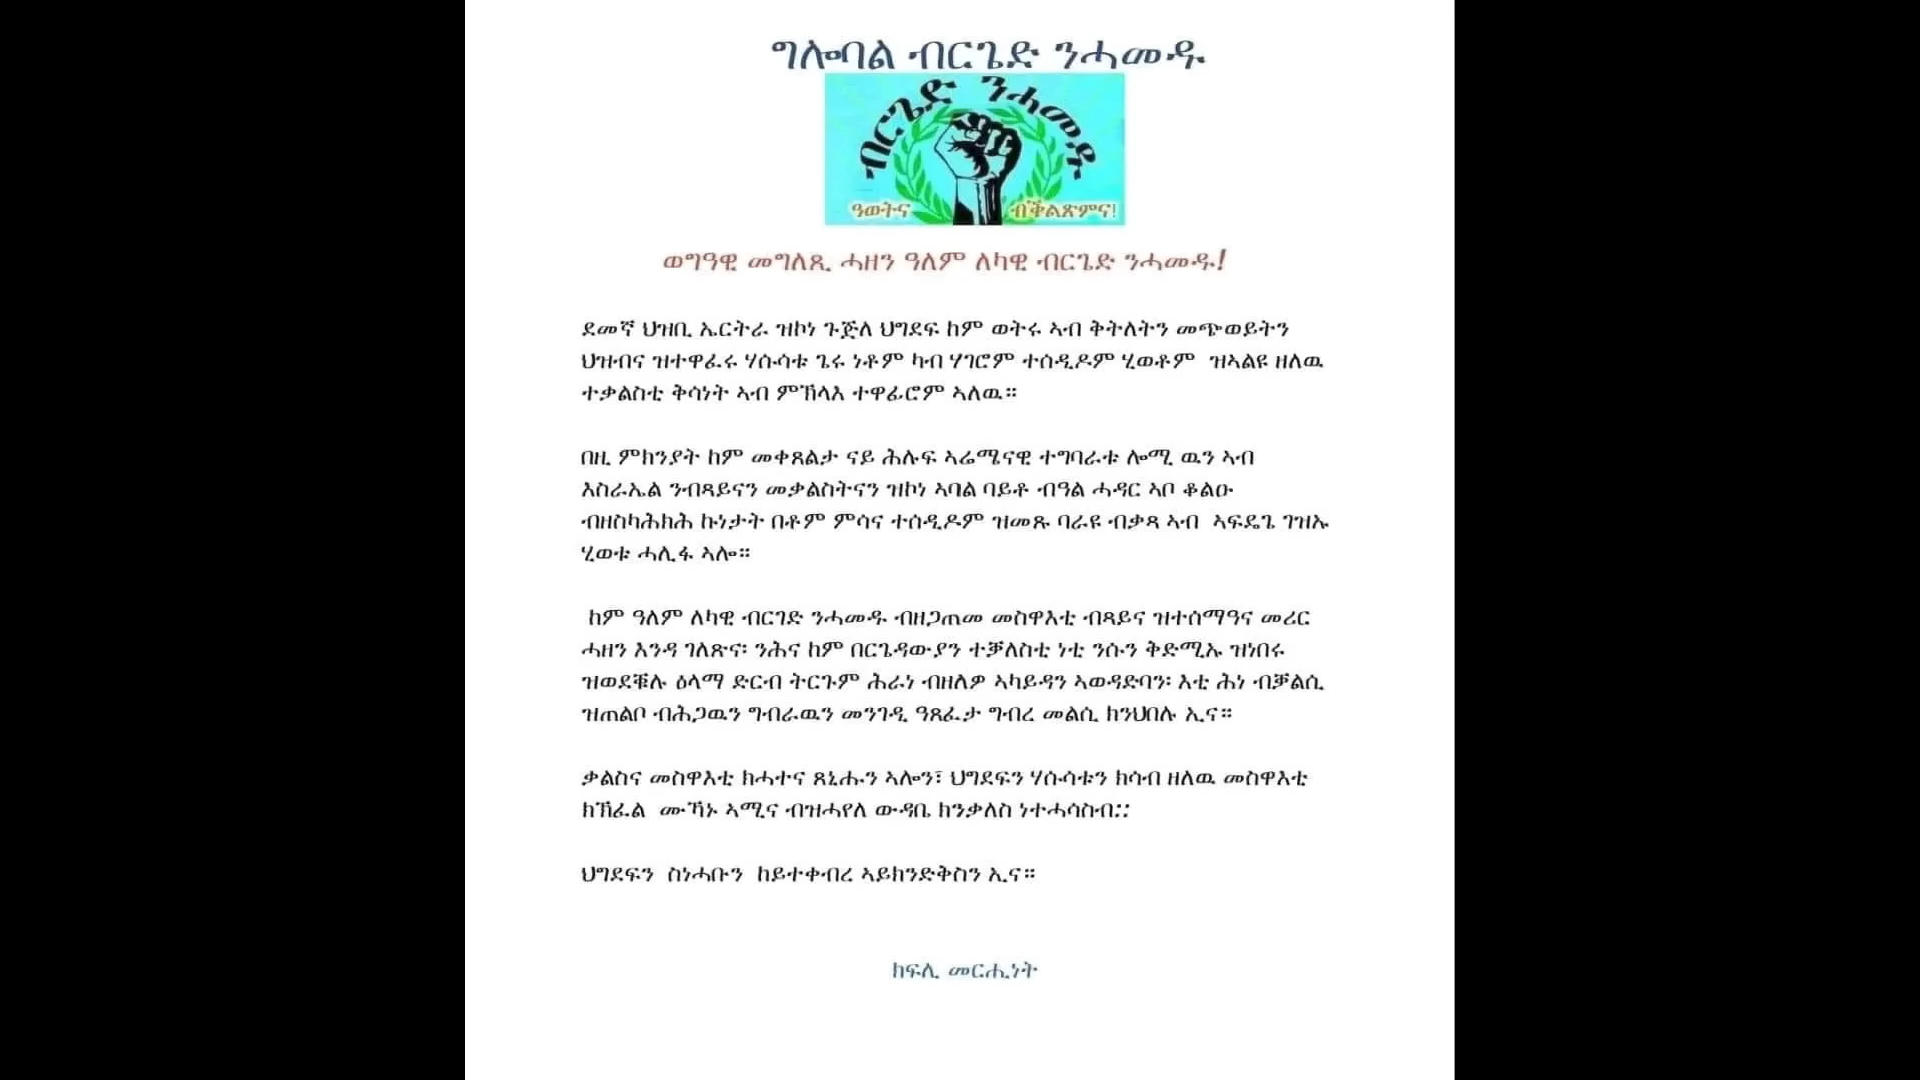 ግሎባል ብርጌድ ንሓመዱ
ብርጌድ ንሓመዱ
ዓወትና ብቕልጽምና!
ወግዓዊ መግለጺ ሓዘን ዓለም ለካዊ ብርጌድ ንሓመዱ!
ደመኛ ህዝቢ ኤርትራ ዝኮነ ጉጅለ ህግደፍ ከም ወትሩ ኣብ ቅትለትን መጭወይትን
ህዝብና ዝተዋፈሩ ሃሱሳቱ ጌሩ ነቶም ካብ ሃገሮም ተሰዲዶም ሂወቶም ዝኣልዩ ዘለዉ
ተቃልስቲ ቅሳነት ኣብ ምኽላእ ተዋፊሮም ኣለዉ።
በዚ ምክንያት ከም መቀጸልታ ናይ ሕሉፍ ኣሬሜናዊ ተግባራቱ ሎሚ ዉን ኣብ
እስራኤል ንብጻይናን መቃልስትናን ዝኮነ ኣባል ባይቶ ብዓል ሓዳር ኣቦ ቆልዑ
ብዘስካሕክሕ ኩነታት በቶም ምሳና ተሰዲዶም ዝመጹ ባራዩ ብቃጻ ኣብ ኣፍዴጌ ገዝኡ
ሂወቱ ሓሊፋ ኣሎ።
ከም ዓለም ለካዊ ብርገድ ንሓመዱ ብዘጋጠመ መስዋእቲ ብጻይና ዝተሰማዓና መሪር
ሓዘን እንዳ ገለጽና፡ ንሕና ከም በርጌዳውያን ተቓለስቲ ነቲ ንሱን ቅድሚኡ ዝነበሩ
ዝወደቑሉ ዕላማ ድርብ ትርጉም ሕራነ ብዘለዎ ኣካይዳን ኣወዳድባን፡ እቲ ሕነ ብቓልሲ
ዝጠልቦ ብሕጋዉን ግብራዉን መንገዲ ዓጸፈታ ግብረ መልሲ ክንህበሉ ኢና።
ቃልስና መስዋእቲ ክሓተና ጸኒሑን ኣሎን፣ ህግደፍን ሃሱሳቱን ክሳብ ዘለዉ መስዋእቲ
ክኽፈል ሙኻኑ ኣሚና ብዝሓየለ ውዳቤ ክንቃለስ ነተሓሳስብ::
ህግደፍን ስነሓቡን ከይተቀብረ ኣይክንድቅስን ኢና።
ክፍሊ መርሒነት